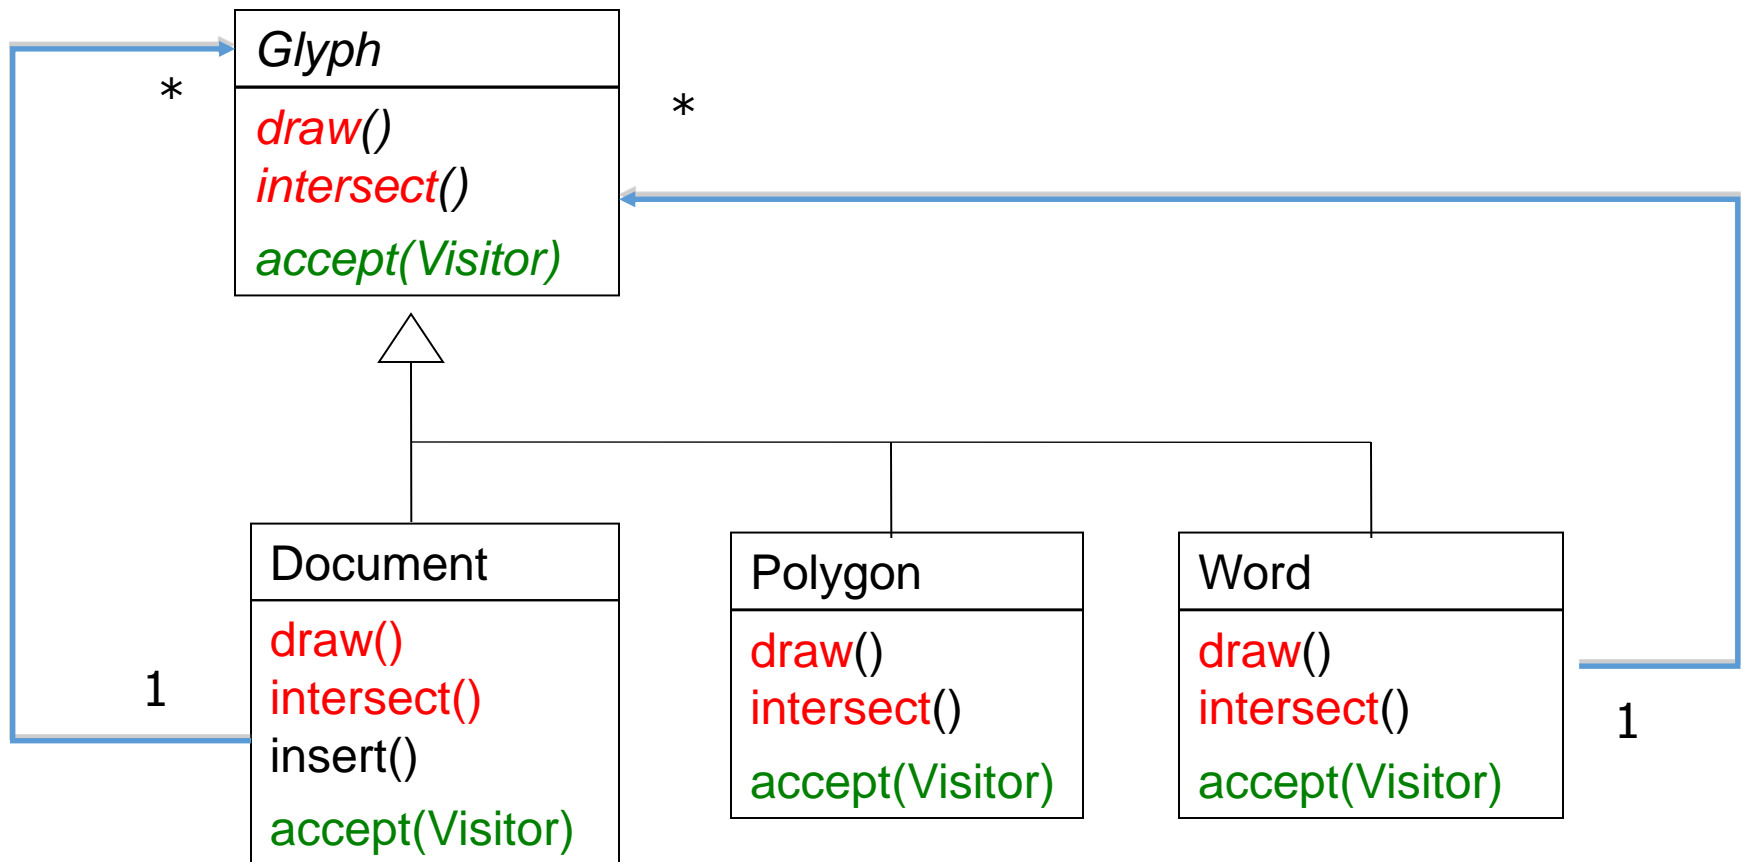 Glyph
*
*
draw()
intersect()
accept(Visitor)
Document
draw()
intersect()
insert()
accept(Visitor)
1
Polygon
draw()
intersect()
accept(Visitor)
Word
draw()
intersect()
accept(Visitor)
1